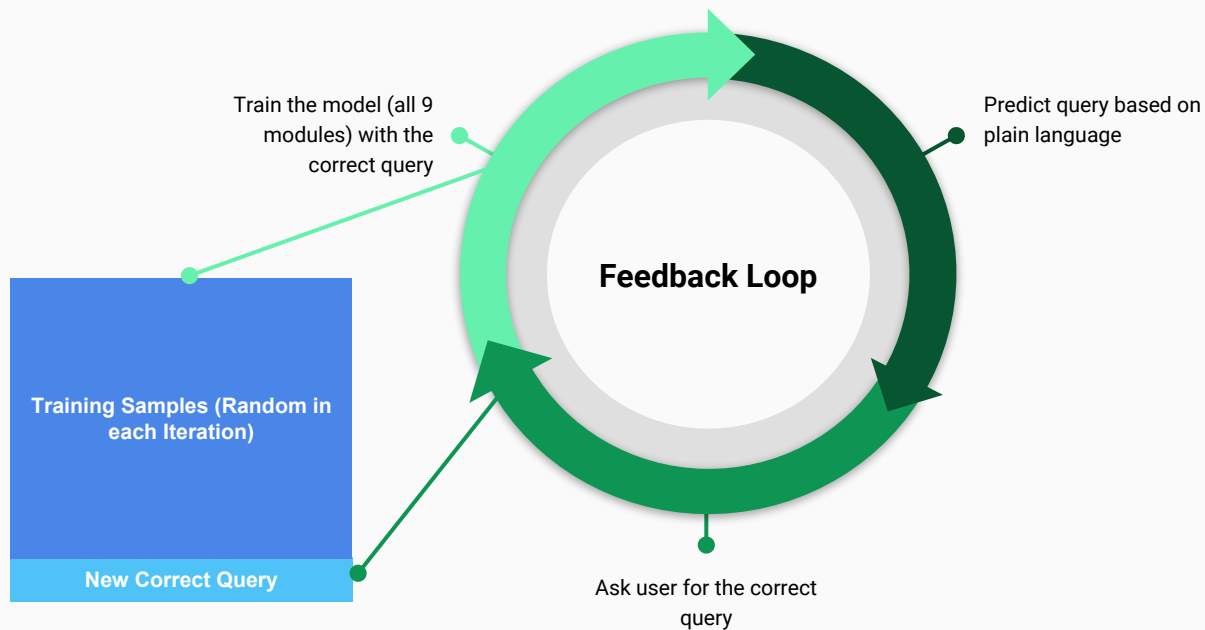 Train the model (all 9
modules) with the
correct query
Predict query based on
plain language
Feedback Loop
Training Samples (Random in
each Iteration)
New Correct Query
Ask user for the correct
query